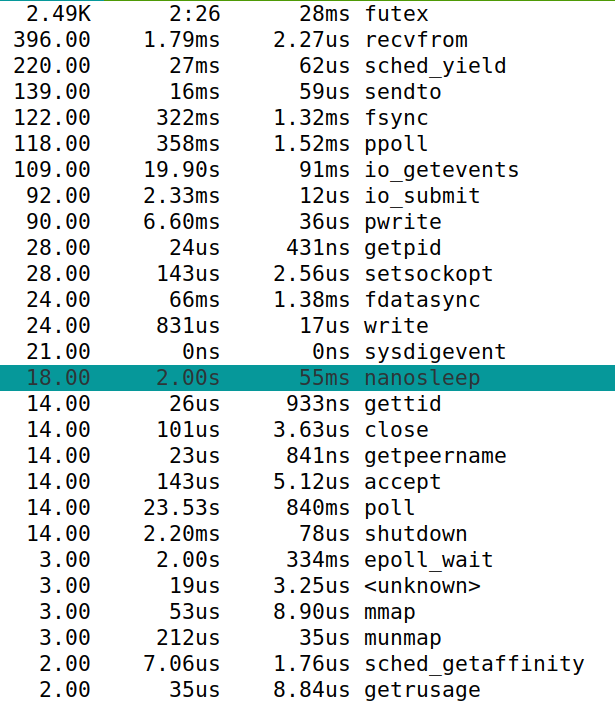 2.49K 2:26 28ms futex
396.00 1.79ms 2.27us recvfrom
220.00 27ms 62us sched_yield
139.00 16ms 59us sendto
122.00 322ms 1.32ms fsync
118.00 358ms 1.52ms ppoll
109.00 19.90s 91ms io_getevents
92.00 2.33ms 12us io_submit
90.00 6.60ms 36us pwrite
28.00 24us 431ns getpid
28.00 143us 2.56us setsockopt
24.00 66ms 1.38ms fdatasync
24.00 831us 17us write
21.00 0ns 0ns sysdigevent
18.00 2.00s 55ms nanosleep
14.00 26us 933ns gettid
14.00 101us 3.63us close
14.00 23us 841ns getpeername
14.00 143us 5.12us accept
14.00 23.53s 840ms poll
14.00 2.20ms 78us shutdown
3.00 2.00s 334ms epoll_wait
3.00 19us 3.25us <unknown>
3.00 53us 8.90us mmap
3.00 212us 35us munmap
2.00 7.06us 1.76us sched_getaffinity
2.00 35us 8.84us getrusage